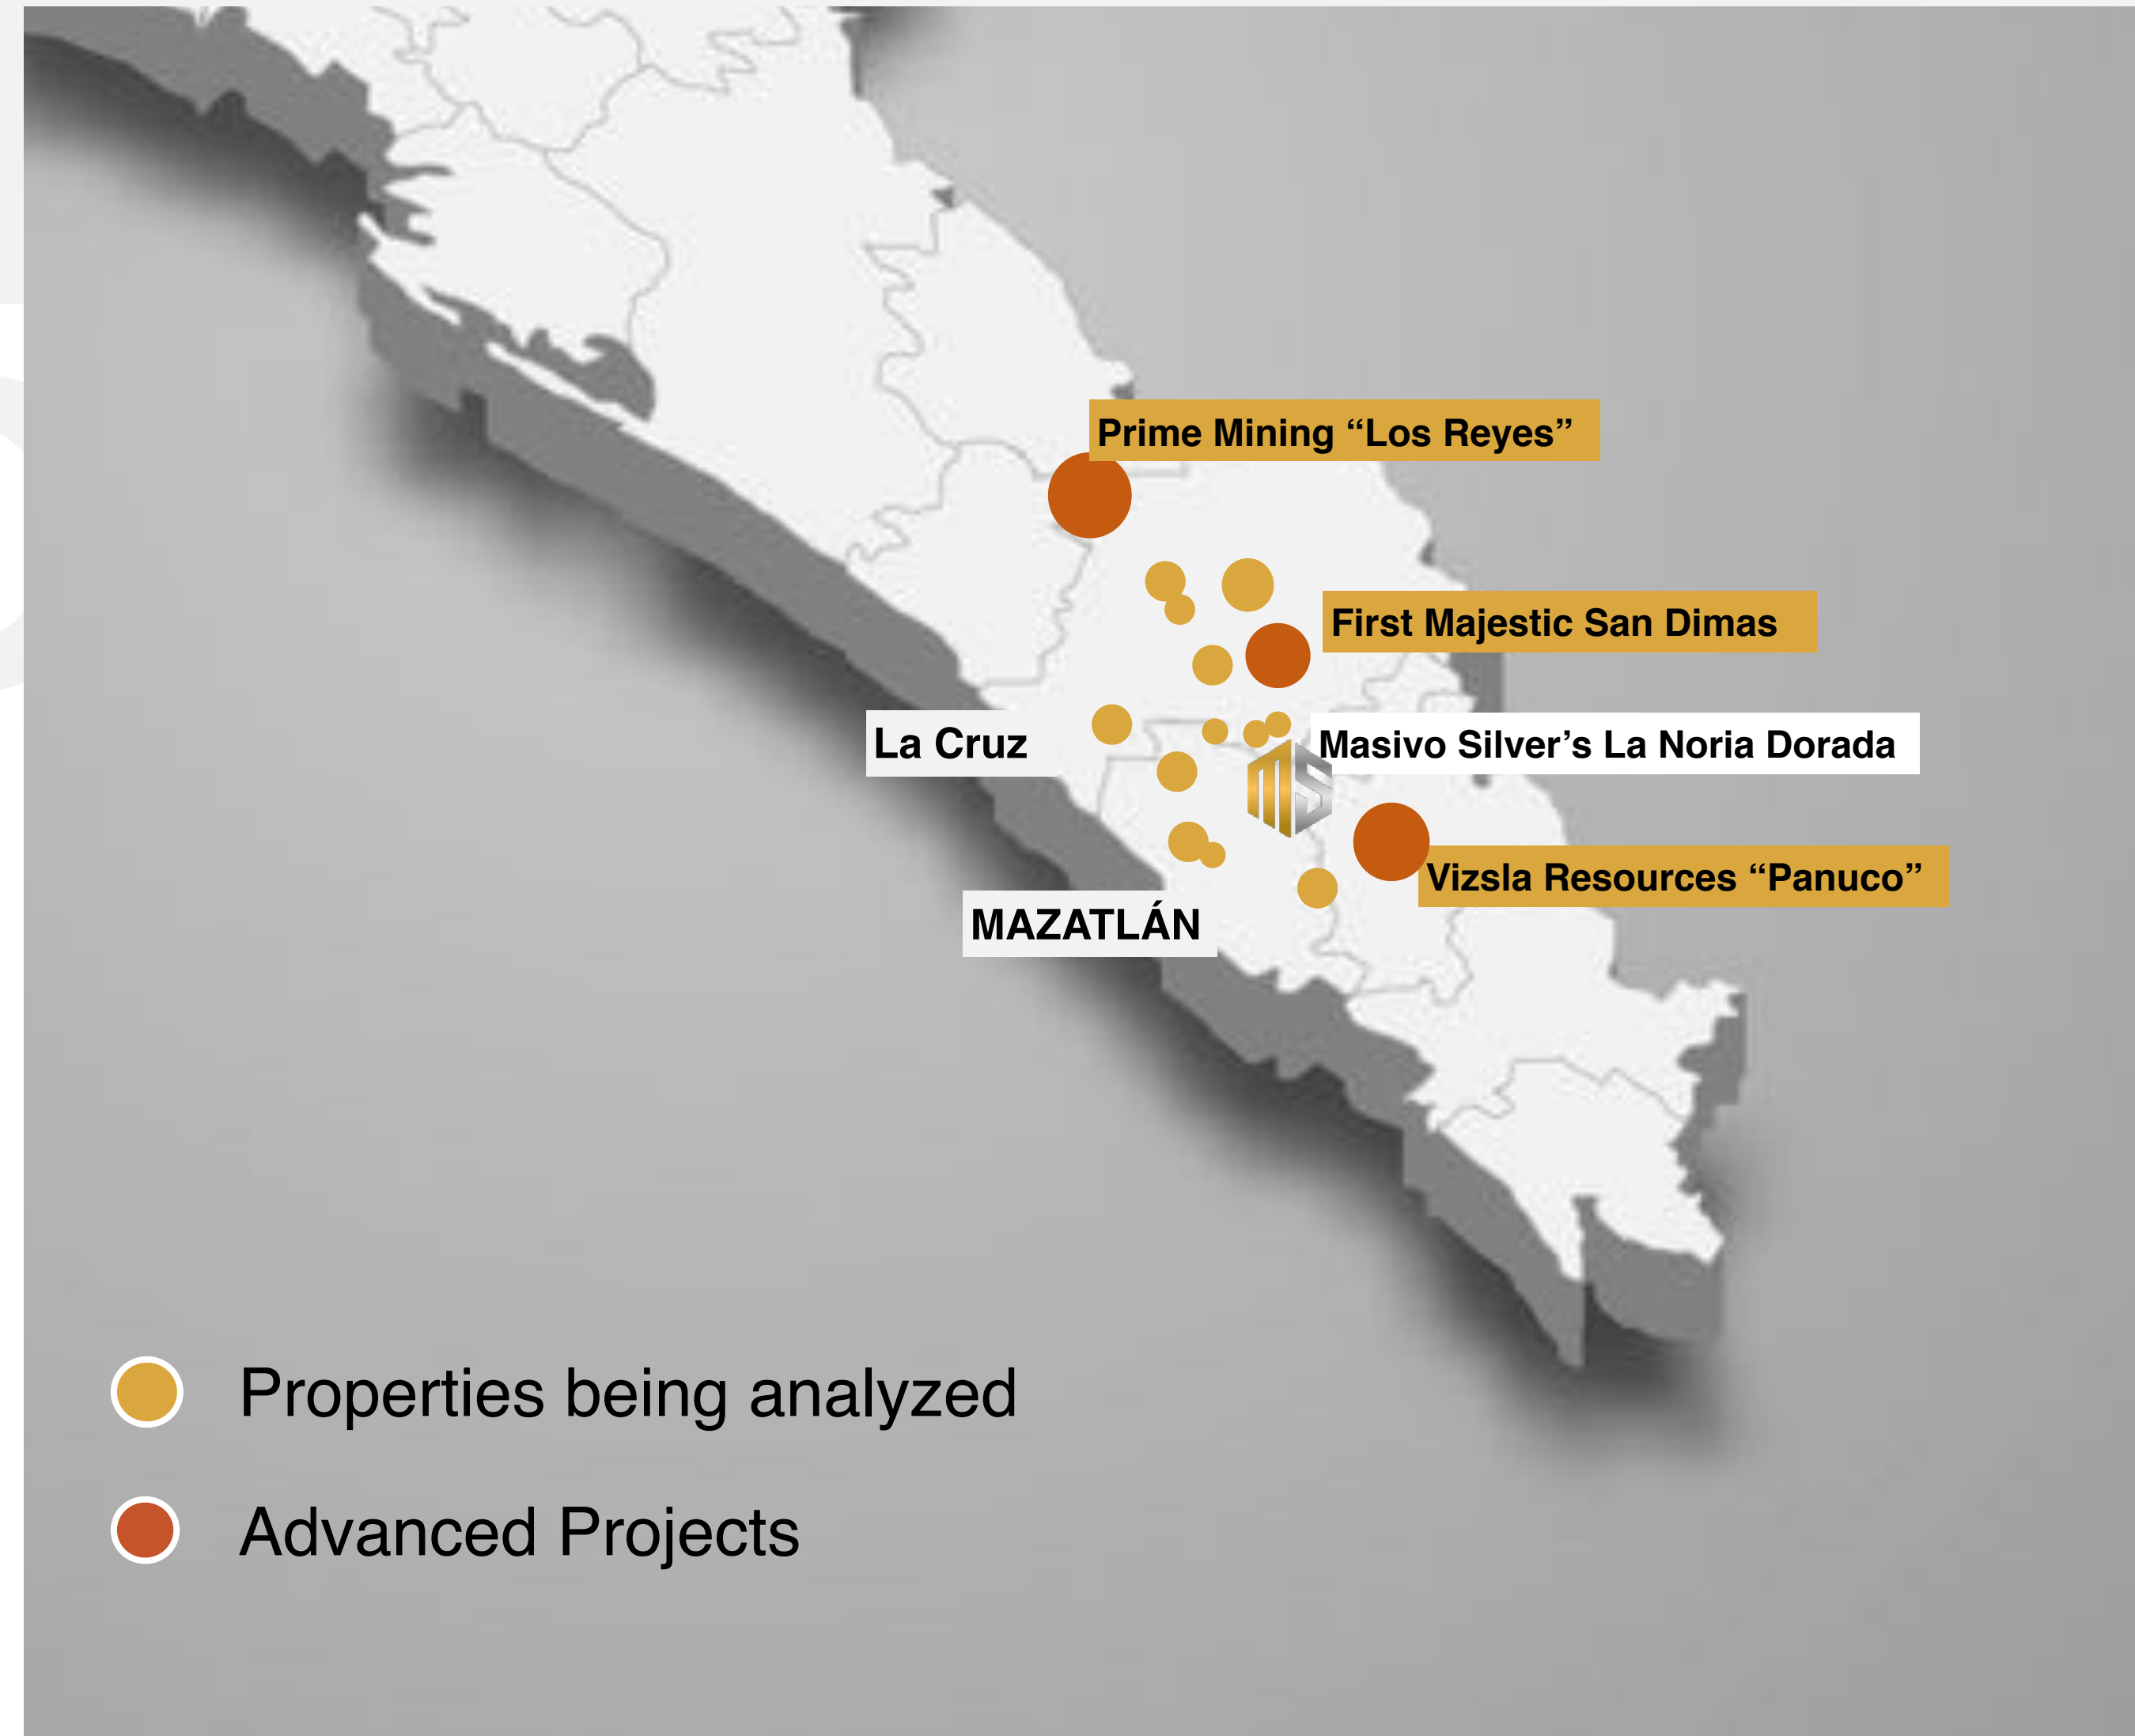 Prime Mining “Los Reyes”
First Majestic San Dimas
La Cruz
Masivo Silver’s La Noria Dorada
MS
Vizsla Resources “Panuco”
MAZATLÁN
Properties being analyzed
Advanced Projects